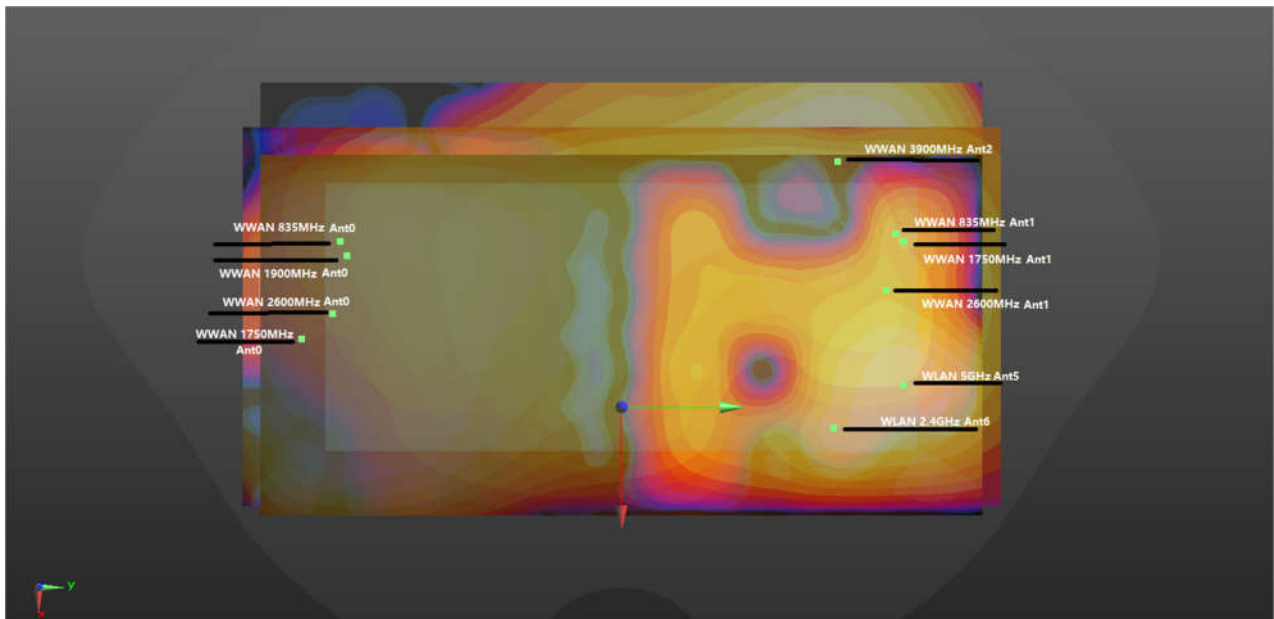 WWAN 3900MHz Ant2
WWAN 835MHz Ant0
WWAN 835MHz Ant1
WWAN 1750MHz Ant1
WWAN 1900MHz Ant0
WWAN 2600MHz Ant0
WWAN 2600MHz Ant1
WWAN 1750MHz
Ant0
WLAN 5GHz Ant5
WLAN 2.4GHz Ant6
Y
X